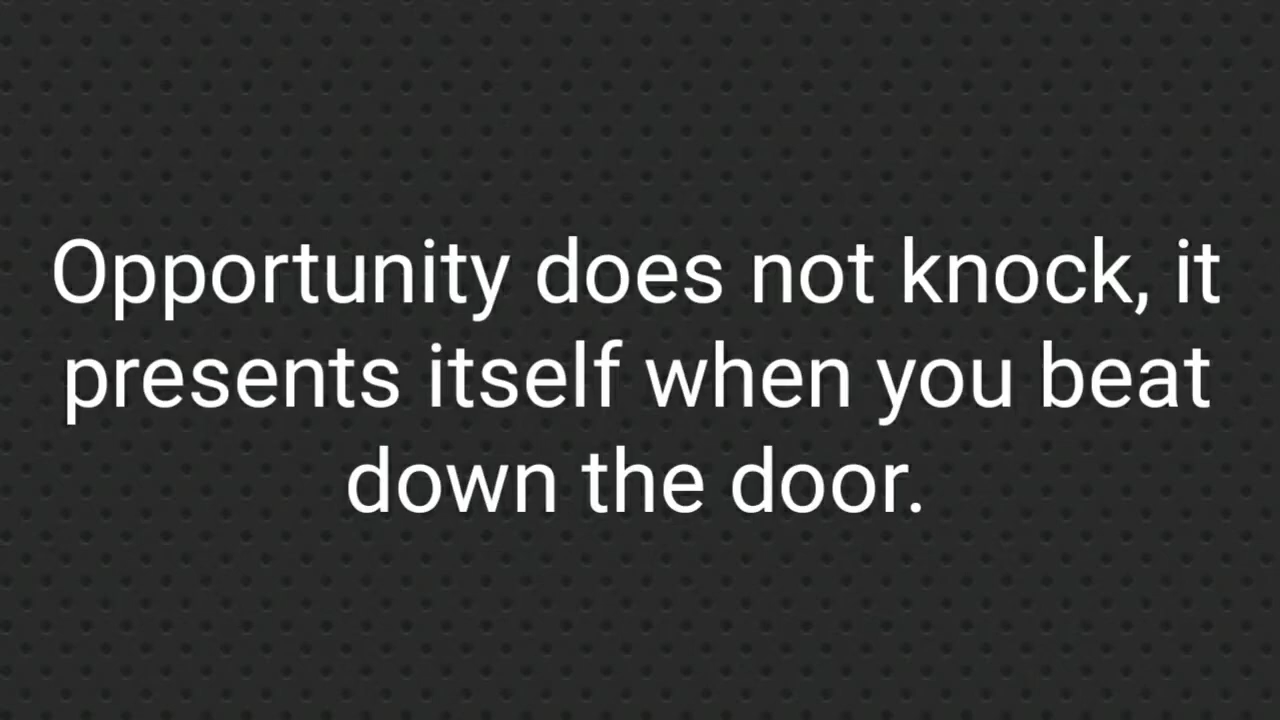 Opportunity does not knock, it
presents itself when you beat
down the door.